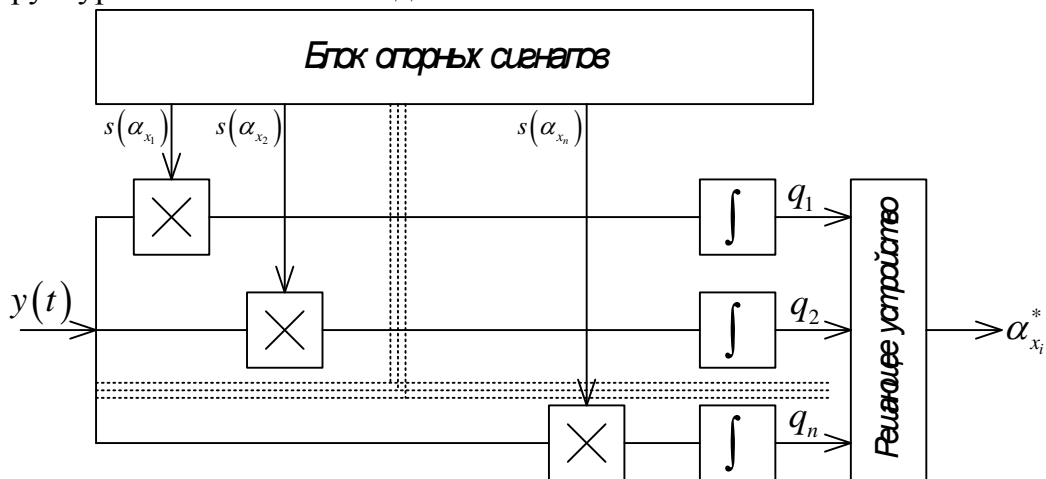 Блок опорных сигналов
s(α_{x_1}) s(α_{x_2}) s(α_{x_n})
∫ q_1
y(t) ∫ q_2 α^*_{x_i}
∫ q_n
Решающее устройство